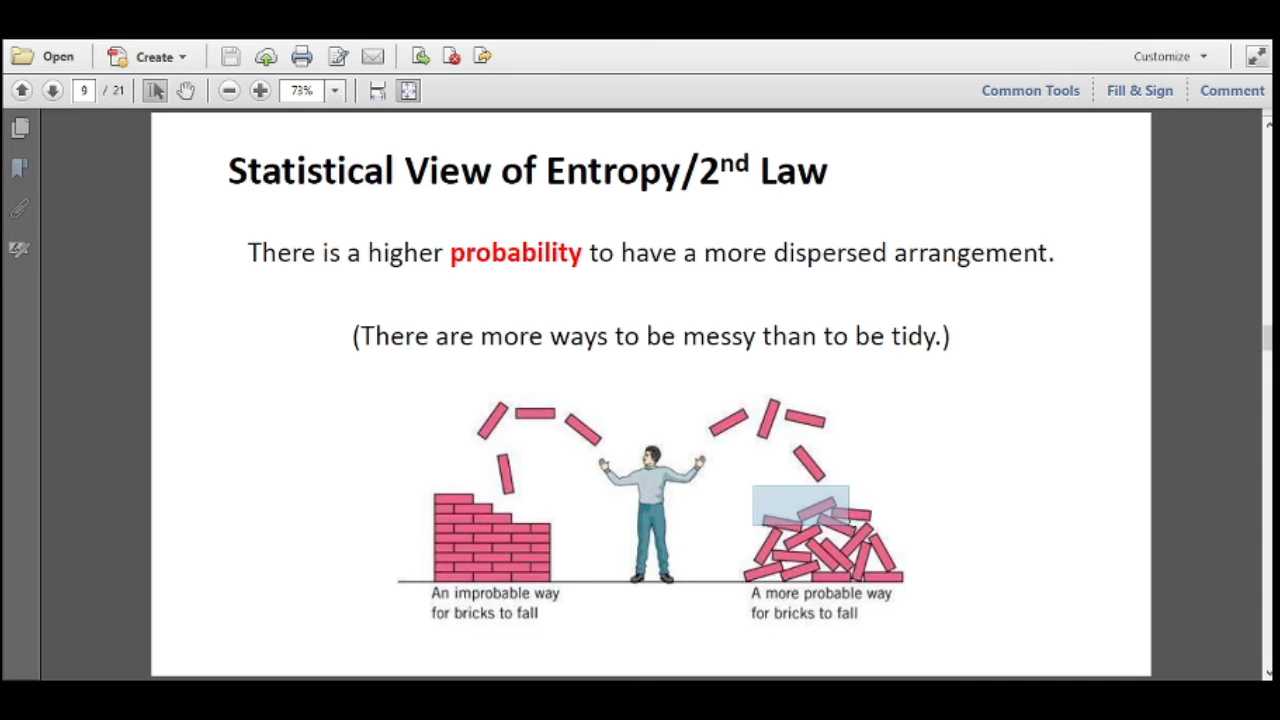 Open
Create
Customize
9 / 21
73%
Common Tools
Fill & Sign
Comment
Statistical View of Entropy/2nd Law
There is a higher probability to have a more dispersed arrangement.
(There are more ways to be messy than to be tidy.)
An improbable way
for bricks to fall
A more probable way
for bricks to fall